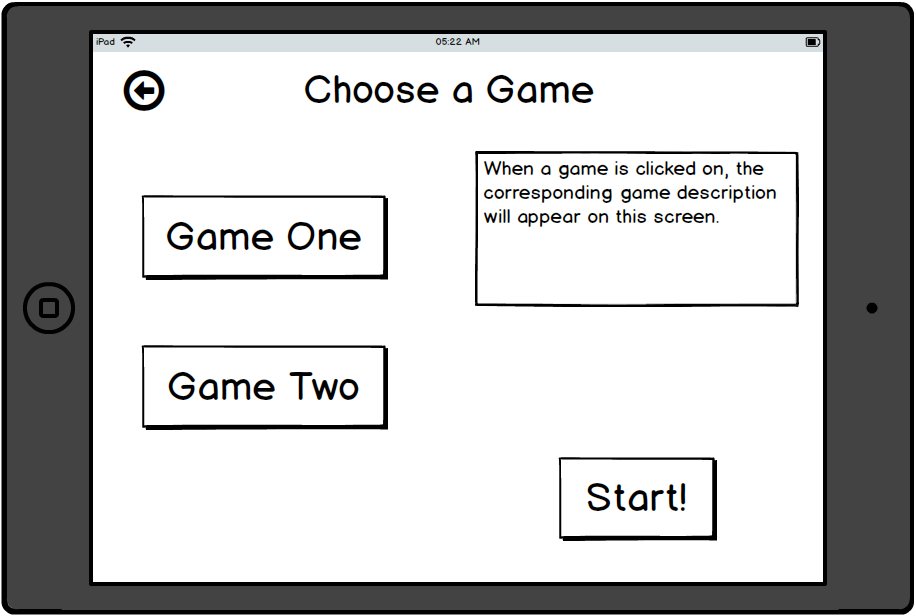 iPad
05:22 AM
Choose a Game
When a game is clicked on, the
corresponding game description
will appear on this screen.
Game One
Game Two
Start!